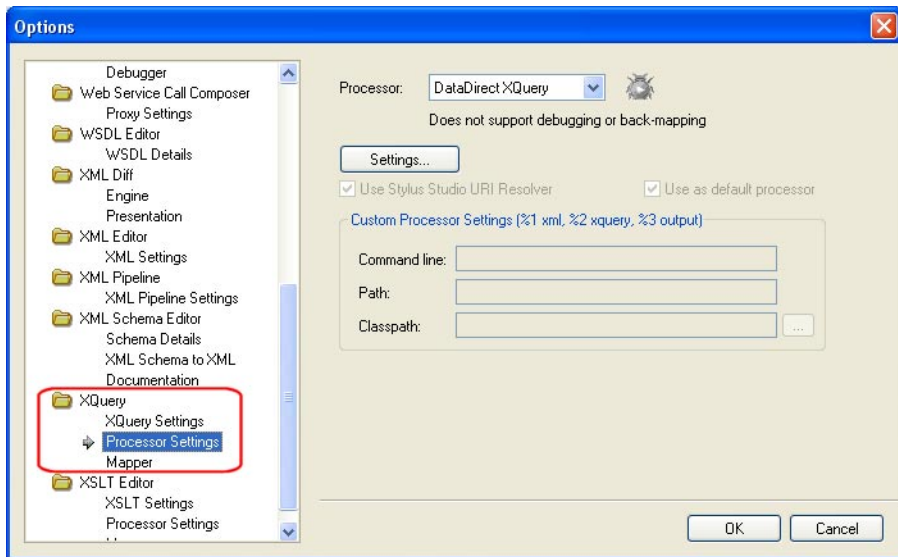 Options
Debugger
Web Service Call Composer
Proxy Settings
WSDL Editor
WSDL Details
XML Diff
Engine
Presentation
XML Editor
XML Settings
XML Pipeline
XML Pipeline Settings
XML Schema Editor
Schema Details
XML Schema to XML
Documentation
XQuery
XQuery Settings
Processor Settings
Mapper
XSLT Editor
XSLT Settings
Processor Settings
Processor: DataDirect XQuery
Does not support debugging or back-mapping
Settings...
Use Stylus Studio URI Resolver Use as default processor
Custom Processor Settings (%1 xml, %2 xquery, %3 output)
Command line:
Path:
Classpath: ...
OK Cancel